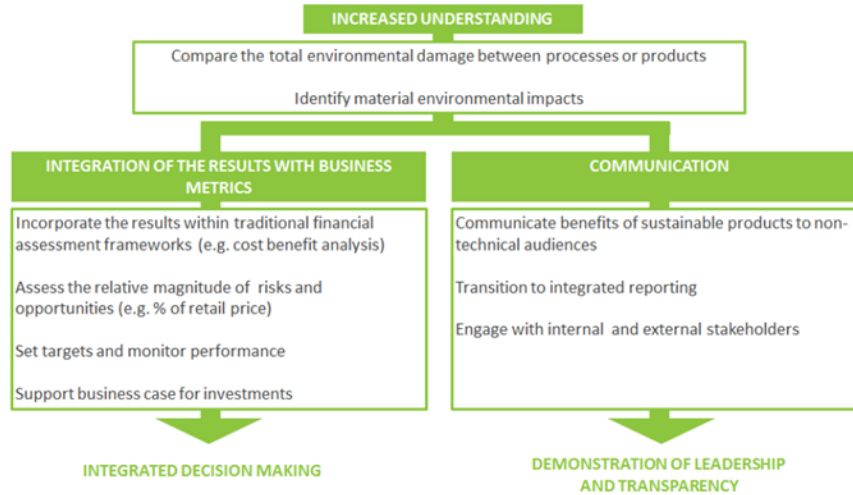 INCREASED UNDERSTANDING
Compare the total environmental damage between processes or products
Identify material environmental impacts
INTEGRATION OF THE RESULTS WITH BUSINESS
METRICS
Incorporate the results within traditional financial
assessment frameworks (e.g. cost benefit analysis)
Assess the relative magnitude of risks and
opportunities (e.g. % of retail price)
Set targets and monitor performance
Support business case for investments
INTEGRATED DECISION MAKING
COMMUNICATION
Communicate benefits of sustainable products to non-
technical audiences
Transition to integrated reporting
Engage with internal and external stakeholders
DEMONSTRATION OF LEADERSHIP
AND TRANSPARENCY